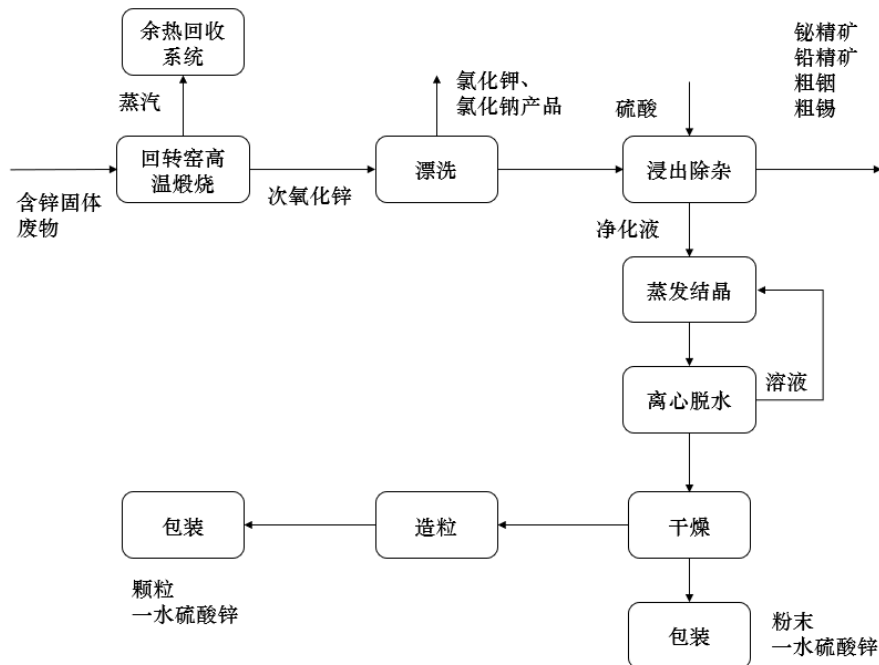 余热回收
系统
蒸汽
氯化钾、
氯化钠产品
硫酸
铋精矿
铅精矿
粗铟
粗锡
回转窑高
温煅烧
漂洗
浸出除杂
含锌固体
废物
次氧化锌
净化液
蒸发结晶
离心脱水
溶液
包装
造粒
干燥
颗粒
一水硫酸锌
包装
粉末
一水硫酸锌